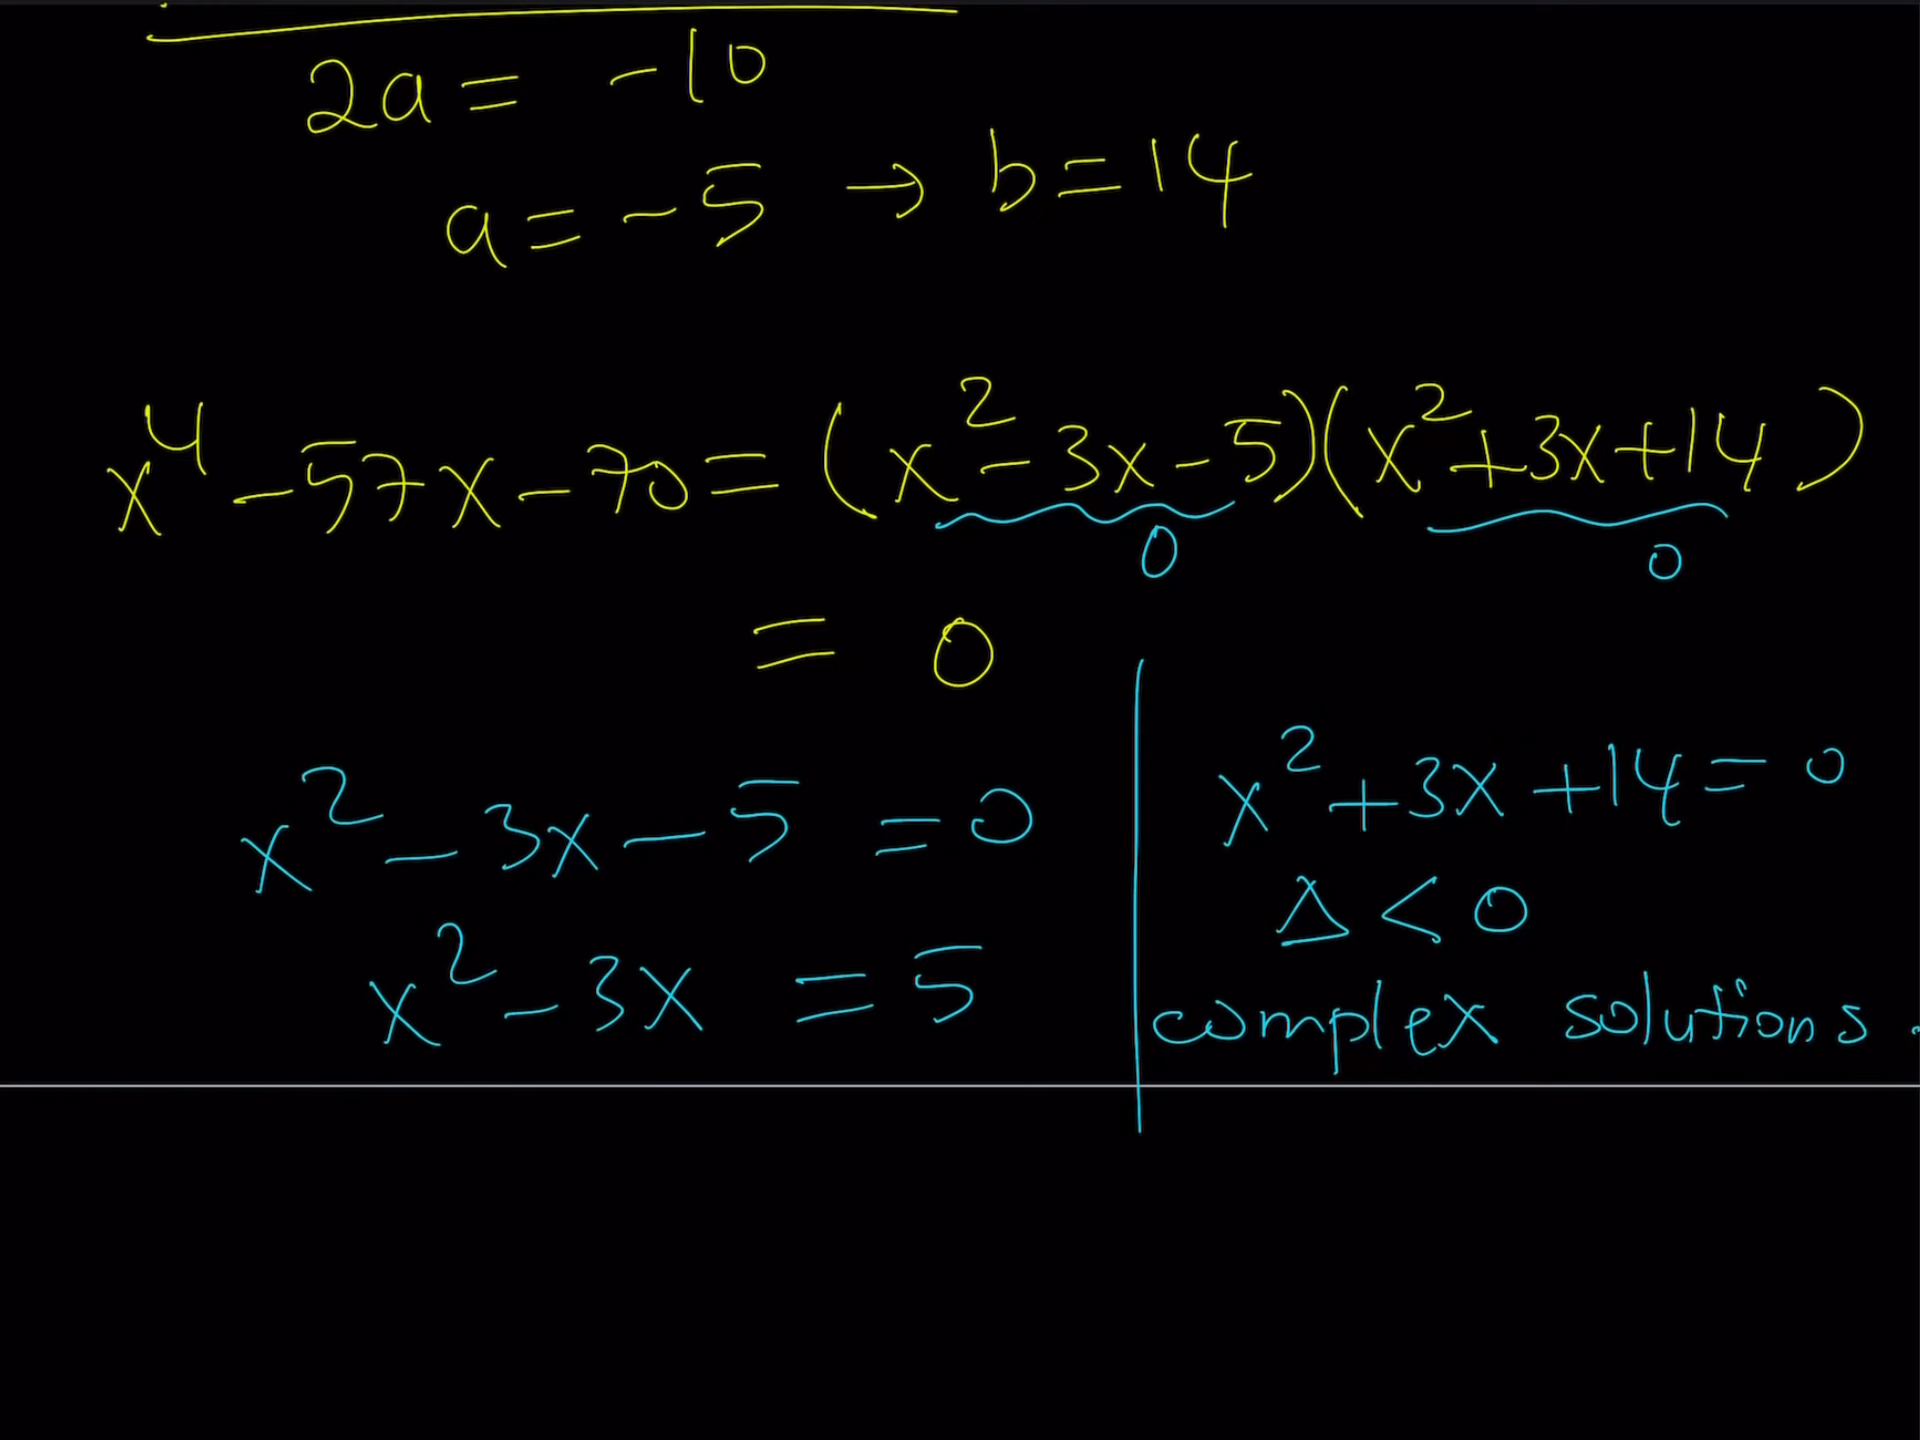 2a = -10
a = -5 → b = 14
x⁴ - 57x - 70 = (x² - 3x - 5)(x² + 3x + 14)
0 0
= 0
x² - 3x - 5 = 0
x² - 3x = 5
x² + 3x + 14 = 0
Δ < 0
complex solutions.